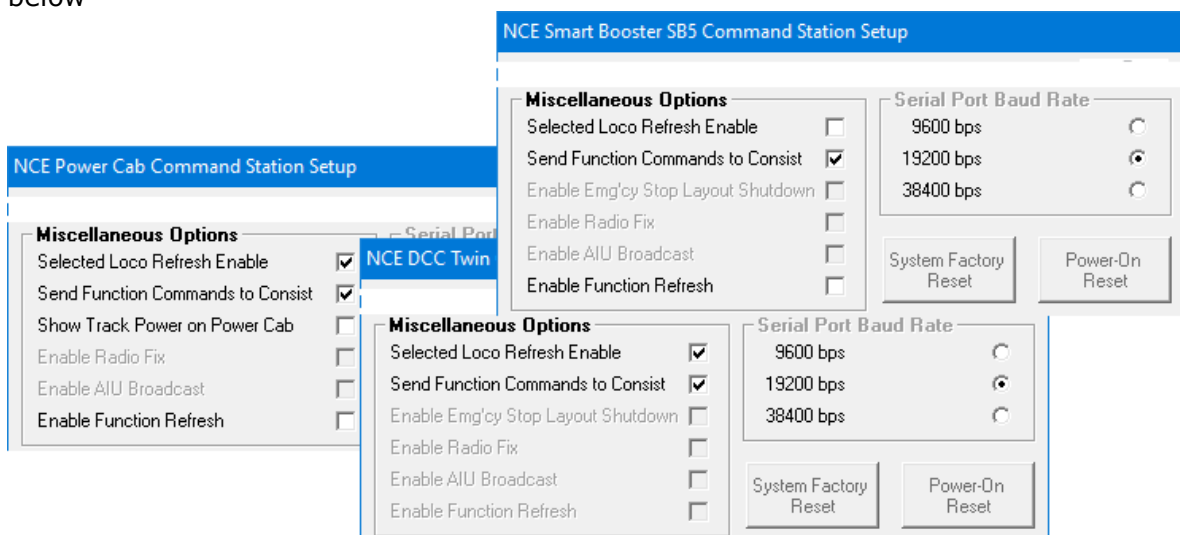 below
NCE Smart Booster SB5 Command Station Setup
Miscellaneous Options
Selected Loco Refresh Enable
Send Function Commands to Consist
Enable Emg'cy Stop Layout Shutdown
Enable Radio Fix
Enable AIU Broadcast
Enable Function Refresh
Serial Port Baud Rate
9600 bps
19200 bps
38400 bps
System Factory
Reset
Power-On
Reset
NCE Power Cab Command Station Setup
Miscellaneous Options
Selected Loco Refresh Enable
Send Function Commands to Consist
Show Track Power on Power Cab
Enable Radio Fix
Enable AIU Broadcast
Enable Function Refresh
Serial Port
NCE DCC Twin
Miscellaneous Options
Selected Loco Refresh Enable
Send Function Commands to Consist
Enable Emg'cy Stop Layout Shutdown
Enable Radio Fix
Enable AIU Broadcast
Enable Function Refresh
Serial Port Baud Rate
9600 bps
19200 bps
38400 bps
System Factory
Reset
Power-On
Reset